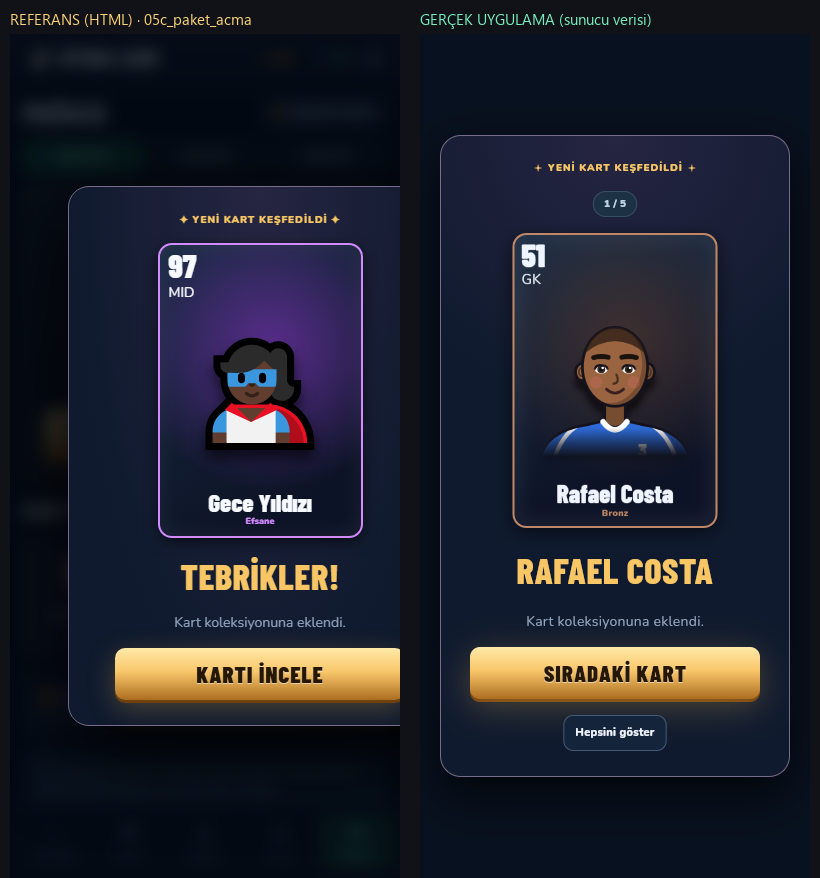 REFERANS (HTML) · 05c_paket_acma
✦ YENİ KART KEŞFEDİLDİ ✦
97
MID
Gece Yıldızı
Efsane
TEBRİKLER!
Kart koleksiyonuna eklendi.
KARTI İNCELE
GERÇEK UYGULAMA (sunucu verisi)
✦ YENİ KART KEŞFEDİLDİ ✦
1 / 5
51
GK
3
Rafael Costa
Bronz
RAFAEL COSTA
Kart koleksiyonuna eklendi.
SIRADAKİ KART
Hepsini göster